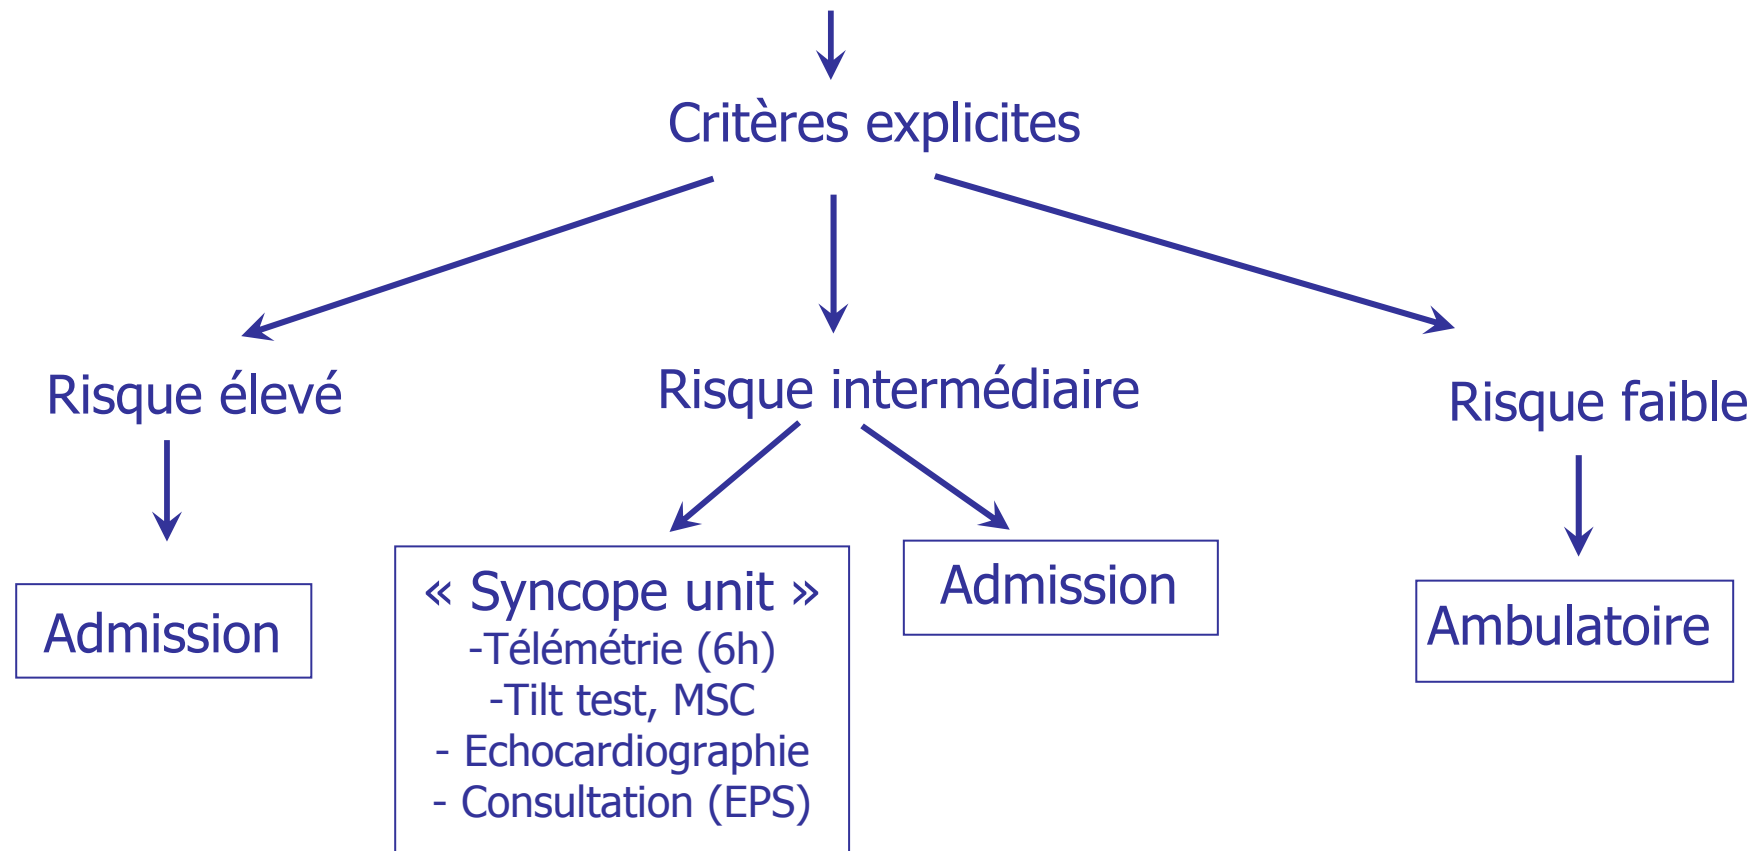 Critères explicites
Risque élevé
Risque intermédiaire
Risque faible
Admission
« Syncope unit »
-Télémétrie (6h)
-Tilt test, MSC
- Echocardiographie
- Consultation (EPS)
Admission
Ambulatoire